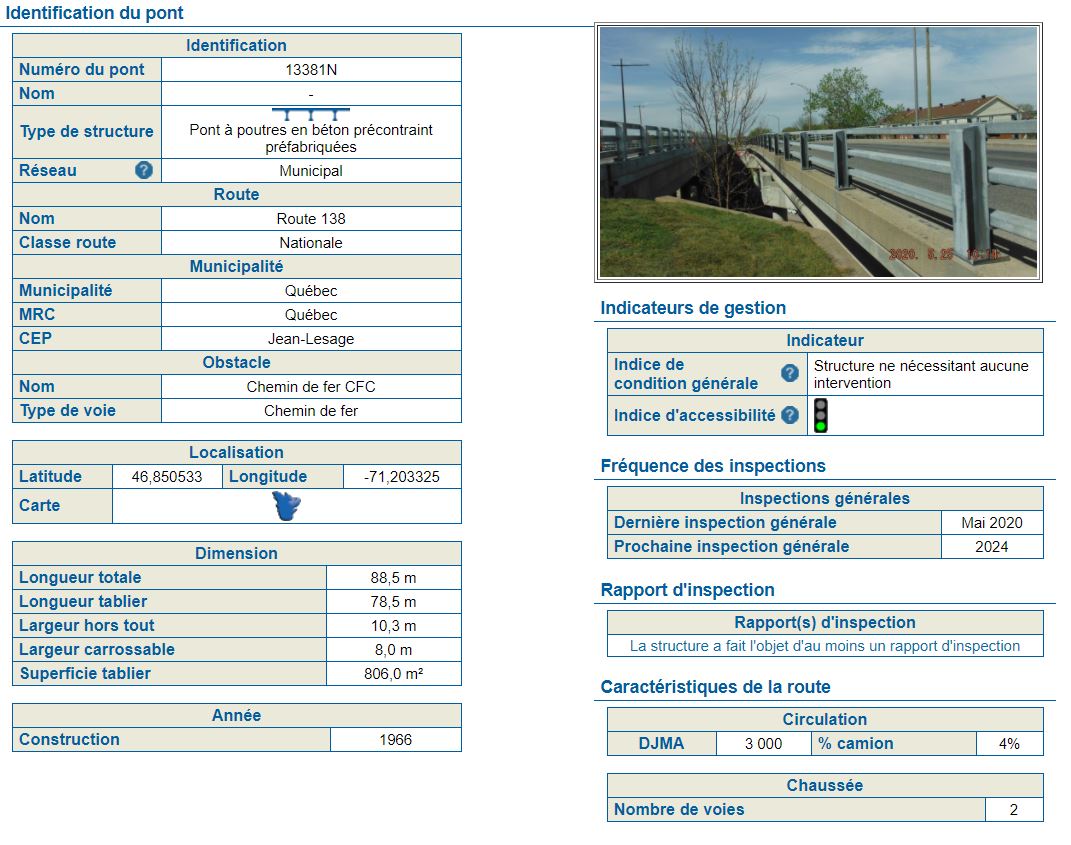 Identification du pont
Identification
Numéro du pont 13381N
Nom -
Type de structure Pont à poutres en béton précontraint
préfabriquées
Réseau ? Municipal
Route
Nom Route 138
Classe route Nationale
Municipalité
Municipalité Québec
MRC Québec
CEP Jean-Lesage
Obstacle
Nom Chemin de fer CFC
Type de voie Chemin de fer
Localisation
Latitude 46,850533 Longitude -71,203325
Carte
Dimension
Longueur totale 88,5 m
Longueur tablier 78,5 m
Largeur hors tout 10,3 m
Largeur carrossable 8,0 m
Superficie tablier 806,0 m²
Année
Construction 1966
2020. 5.25
Indicateurs de gestion
Indicateur
Indice de
condition générale ? Structure ne nécessitant aucune
intervention
Indice d'accessibilité ?
Fréquence des inspections
Inspections générales
Dernière inspection générale Mai 2020
Prochaine inspection générale 2024
Rapport d'inspection
Rapport(s) d'inspection
La structure a fait l'objet d'au moins un rapport d'inspection
Caractéristiques de la route
Circulation
DJMA 3 000 % camion 4%
Chaussée
Nombre de voies 2